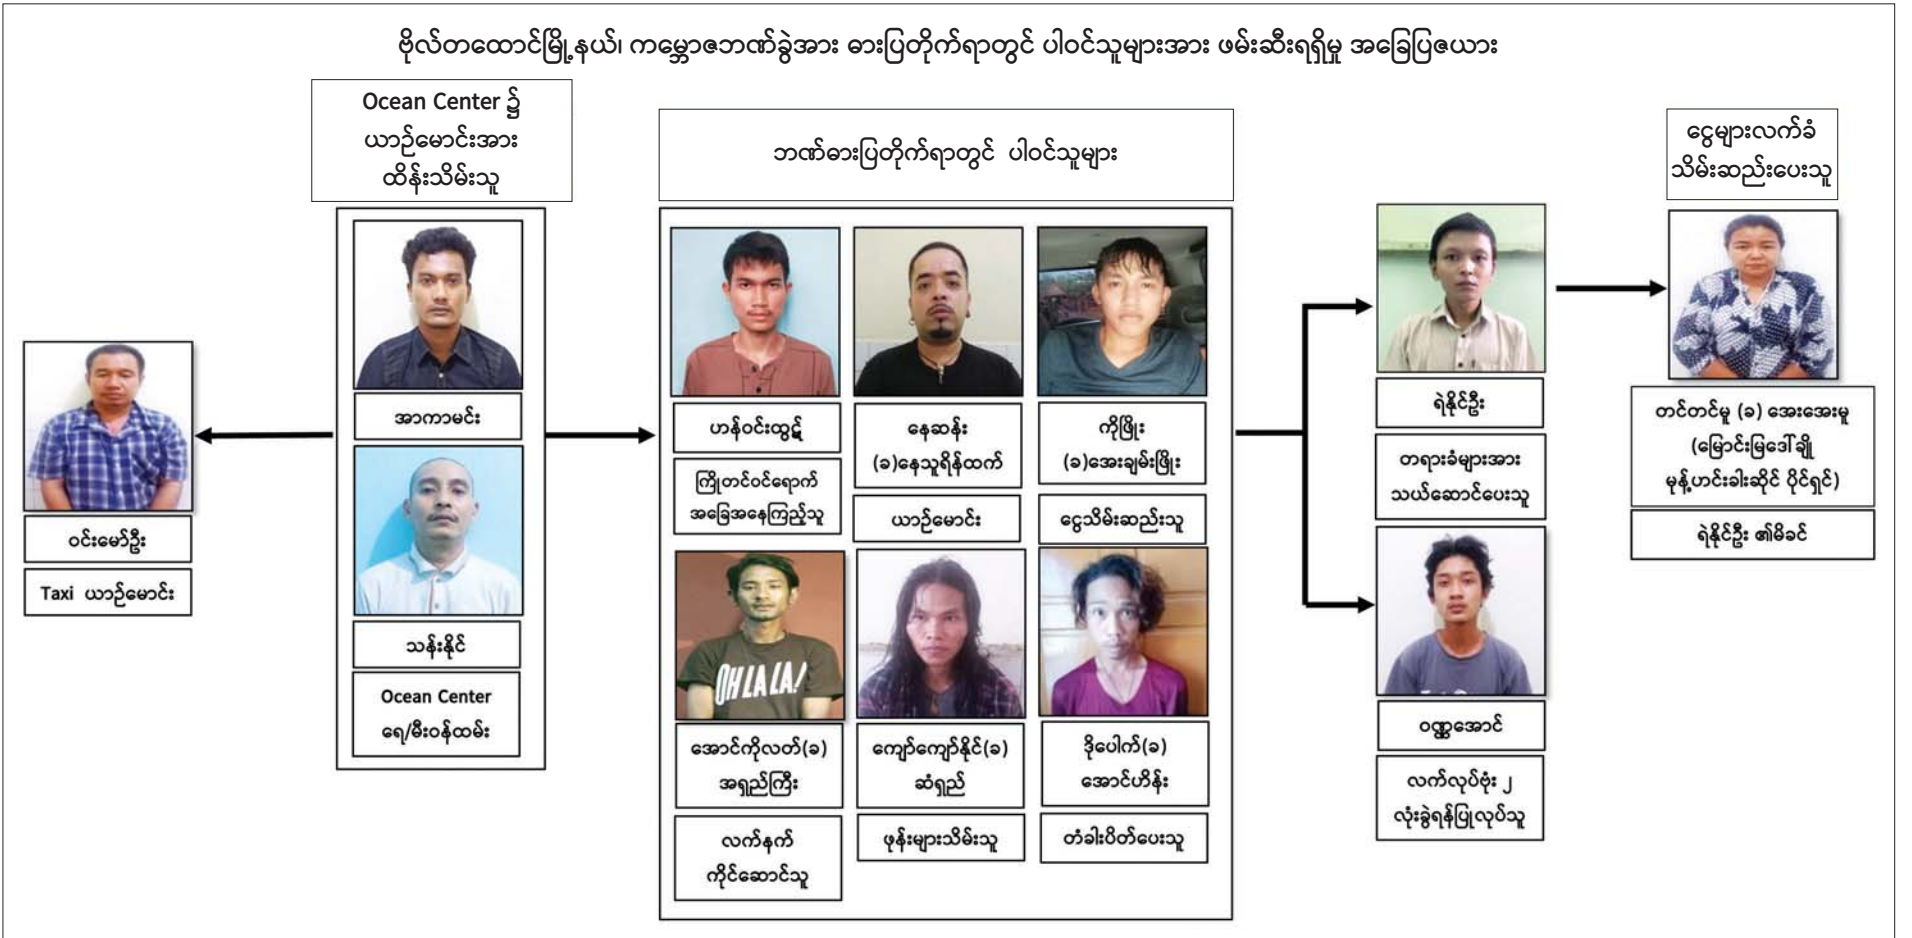 ဗိုလ်တထောင်မြို့နယ်၊ ကမ္ဘောဇဘဏ်ခွဲအား ဓားပြတိုက်ရာတွင် ပါဝင်သူများအား ဖမ်းဆီးရရှိမှု အခြေပြဇယား
Ocean Center ၌
ယာဉ်မောင်းအား
ထိန်းသိမ်းသူ
ဘဏ်ဓားပြတိုက်ရာတွင် ပါဝင်သူများ
ငွေများလက်ခံ
သိမ်းဆည်းပေးသူ
ဝင်းမော်ဦး
Taxi ယာဉ်မောင်း
အာကာမင်း
သန်းနိုင်
Ocean Center
ရေ/မီးဝန်ထမ်း
ဟန်ဝင်းထွဋ်
ကြိုတင်ဝင်ရောက်
အခြေအနေကြည့်သူ
နေဆန်း
(ခ)နေသူရိန်ထက်
ယာဉ်မောင်း
ကိုဖြိုး
(ခ)အေးချမ်းဖြိုး
ငွေသိမ်းဆည်းသူ
အောင်ကိုလတ်(ခ)
အရှည်ကြီး
လက်နက်
ကိုင်ဆောင်သူ
ကျော်ကျော်နိုင်(ခ)
ဆံရှည်
ဖုန်းများသိမ်းသူ
ဒိုပေါက်(ခ)
အောင်ဟိန်း
တံခါးပိတ်ပေးသူ
OH LA LA!
ရဲနိုင်ဦး
တရားခံများအား
သယ်ဆောင်ပေးသူ
ဝဏ္ဏအောင်
လက်လုပ်ဗုံး ၂
လုံးခွဲရန်ပြုလုပ်သူ
တင်တင်မူ (ခ) အေးအေးမူ
(မြောင်းမြဒေါ်ချို
မုန့်ဟင်းခါးဆိုင် ပိုင်ရှင်)
ရဲနိုင်ဦး ၏မိခင်